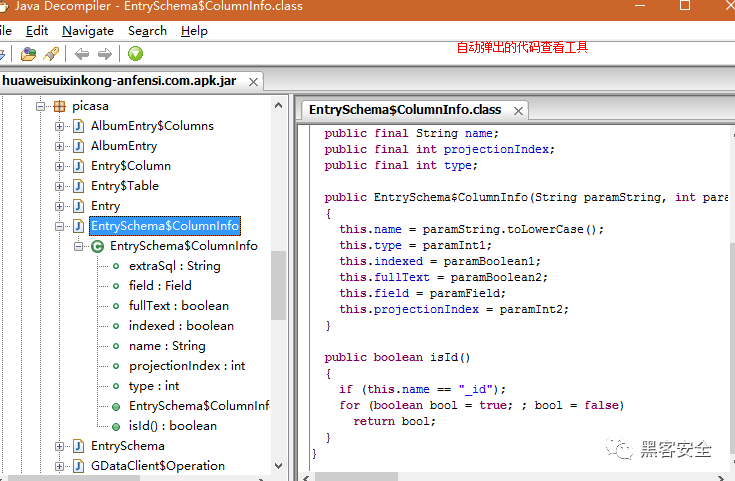 Java Decompiler - EntrySchema$ColumnInfo.class
Edit Navigate Search Help
自动弹出的代码查看工具
huaweisuixinkong-anfensi.com.apk.jar
picasa
AlbumEntry$Columns
AlbumEntry
Entry$Column
Entry$Table
Entry
EntrySchema$ColumnInfo
EntrySchema$ColumnInfo
extraSql : String
field : Field
fullText : boolean
indexed : boolean
name : String
projectionIndex : int
type : int
EntrySchema$ColumnInf
isId() : boolean
EntrySchema
GDataClient$Operation
EntrySchema$ColumnInfo.class
public final String name;
public final int projectionIndex;
public final int type;
public EntrySchema$ColumnInfo(String paramString, int para
{
this.name = paramString.toLowerCase();
this.type = paramInt1;
this.indexed = paramBoolean1;
this.fullText = paramBoolean2;
this.field = paramField;
this.projectionIndex = paramInt2;
}
public boolean isId()
{
if (this.name == "_id");
for (boolean bool = true; ; bool = false)
return bool;
}
}
黑客安全